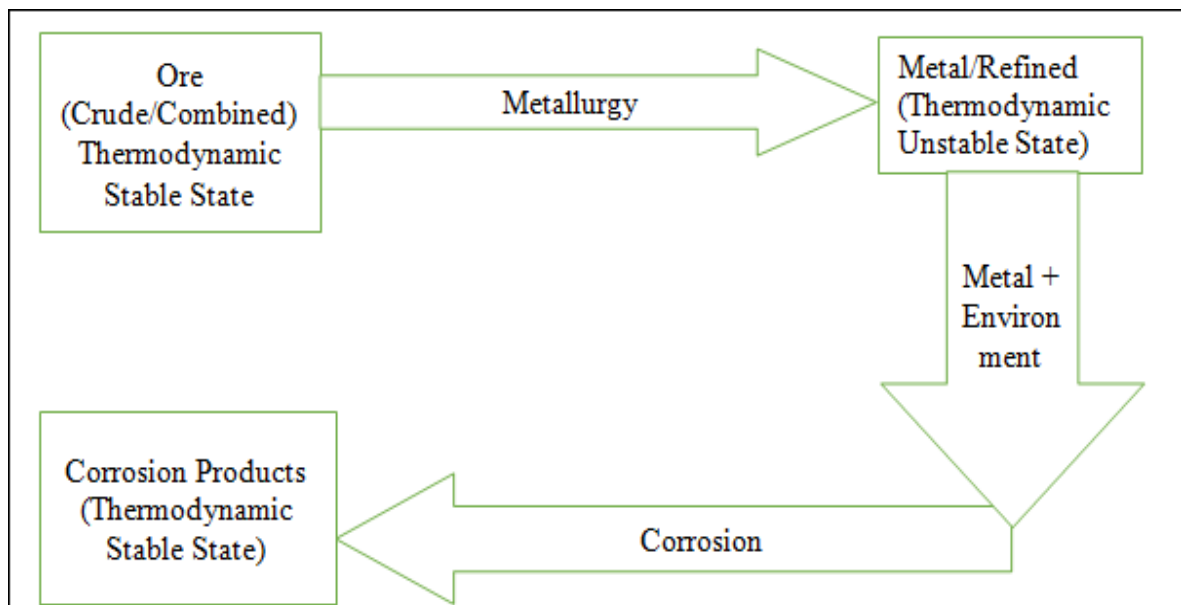 Ore
(Crude/Combined)
Thermodynamic
Stable State
Metallurgy
Metal/Refined
(Thermodynamic
Unstable State)
Metal +
Environ
ment
Corrosion Products
(Thermodynamic
Stable State)
Corrosion